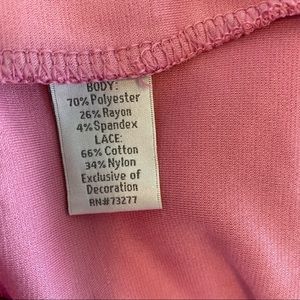 BODY:
70% Polyester
26% Rayon
4% Spandex
LACE:
66% Cotton
34% Nylon
Exclusive of
Decoration
RN#73277